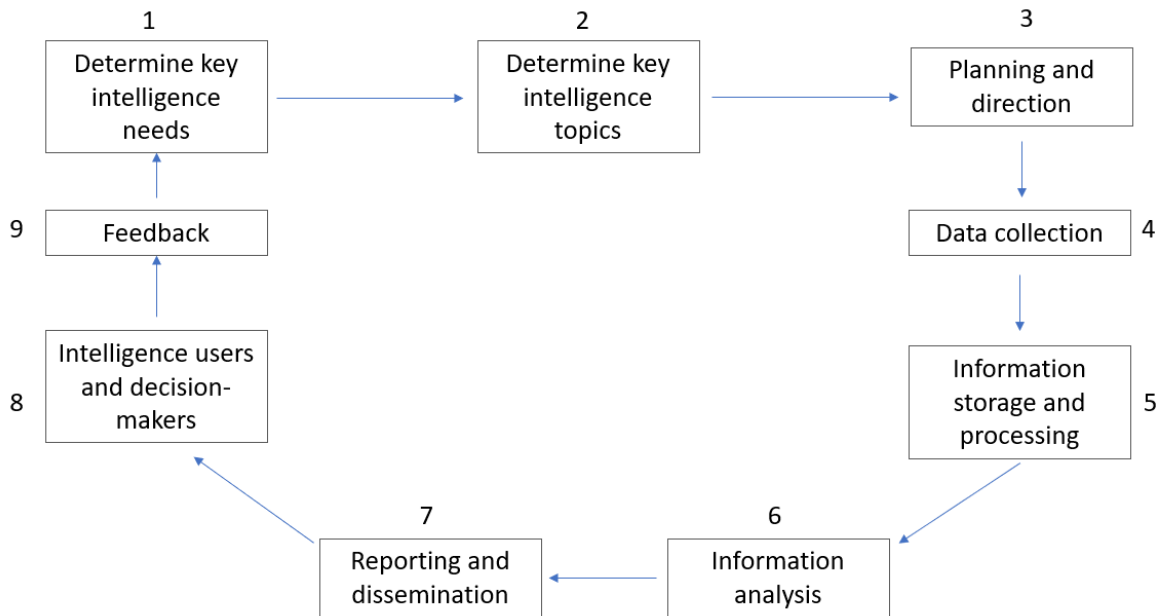 1
Determine key
intelligence
needs
2
Determine key
intelligence
topics
3
Planning and
direction
Data collection
4
Information
storage and
processing
5
6
Information
analysis
7
Reporting and
dissemination
8
Intelligence users
and decision-
makers
9
Feedback